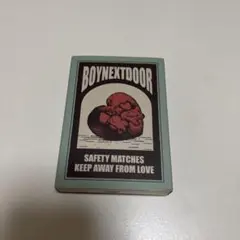 BOYNEXTDOOR
SAFETY MATCHES
KEEP AWAY FROM LOVE